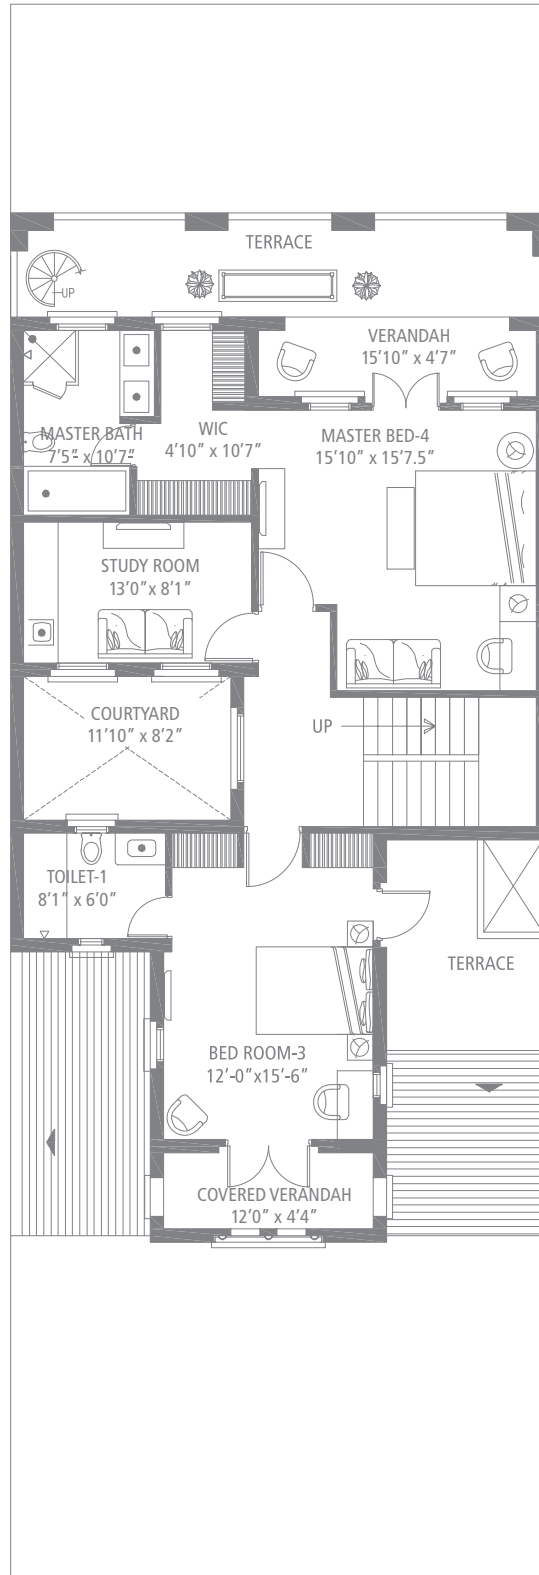 TERRACE
UP
VERANDAH
15'10" x 4'7"
MASTER BATH
7'5" x 10'7"
WIC
4'10" x 10'7"
MASTER BED-4
15'10" x 15'7.5"
STUDY ROOM
13'0" x 8'1"
COURTYARD
11'10" x 8'2"
UP
TOILET-1
8'1" x 6'0"
TERRACE
BED ROOM-3
12'-0"x15'-6"
COVERED VERANDAH
12'0" x 4'4"